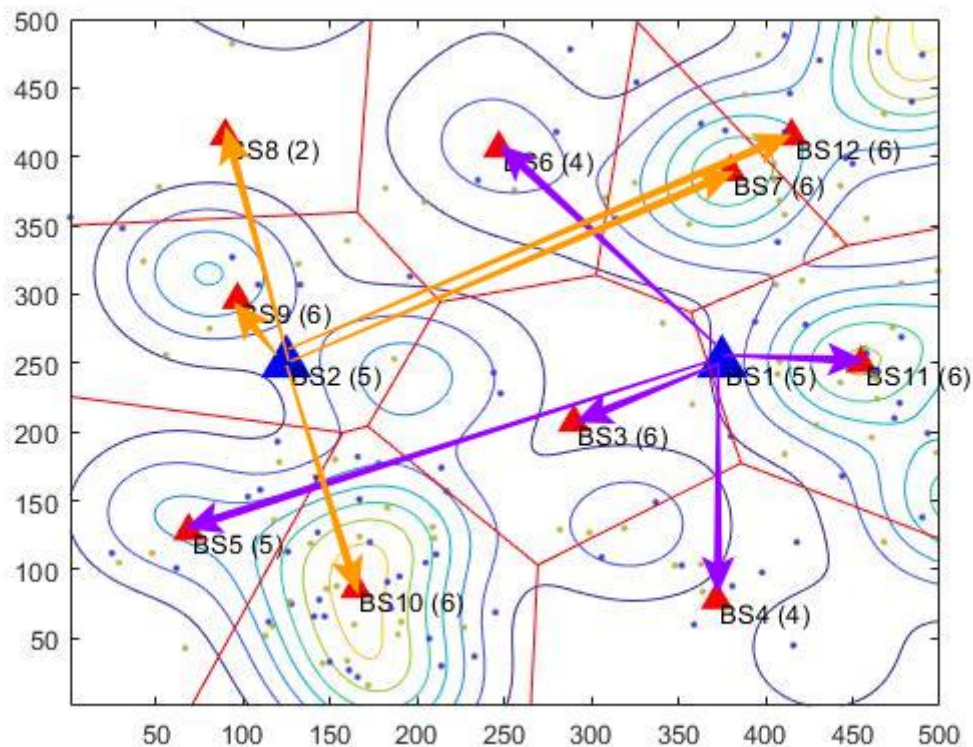 500
450
400
350
300
250
200
150
100
50
BS8 (2)
BS6 (4)
BS12 (6)
BS7 (6)
BS9 (6)
BS2 (5)
BS1 (5)
BS11 (6)
BS3 (6)
BS5 (5)
BS10 (6)
BS4 (4)
50 100 150 200 250 300 350 400 450 500